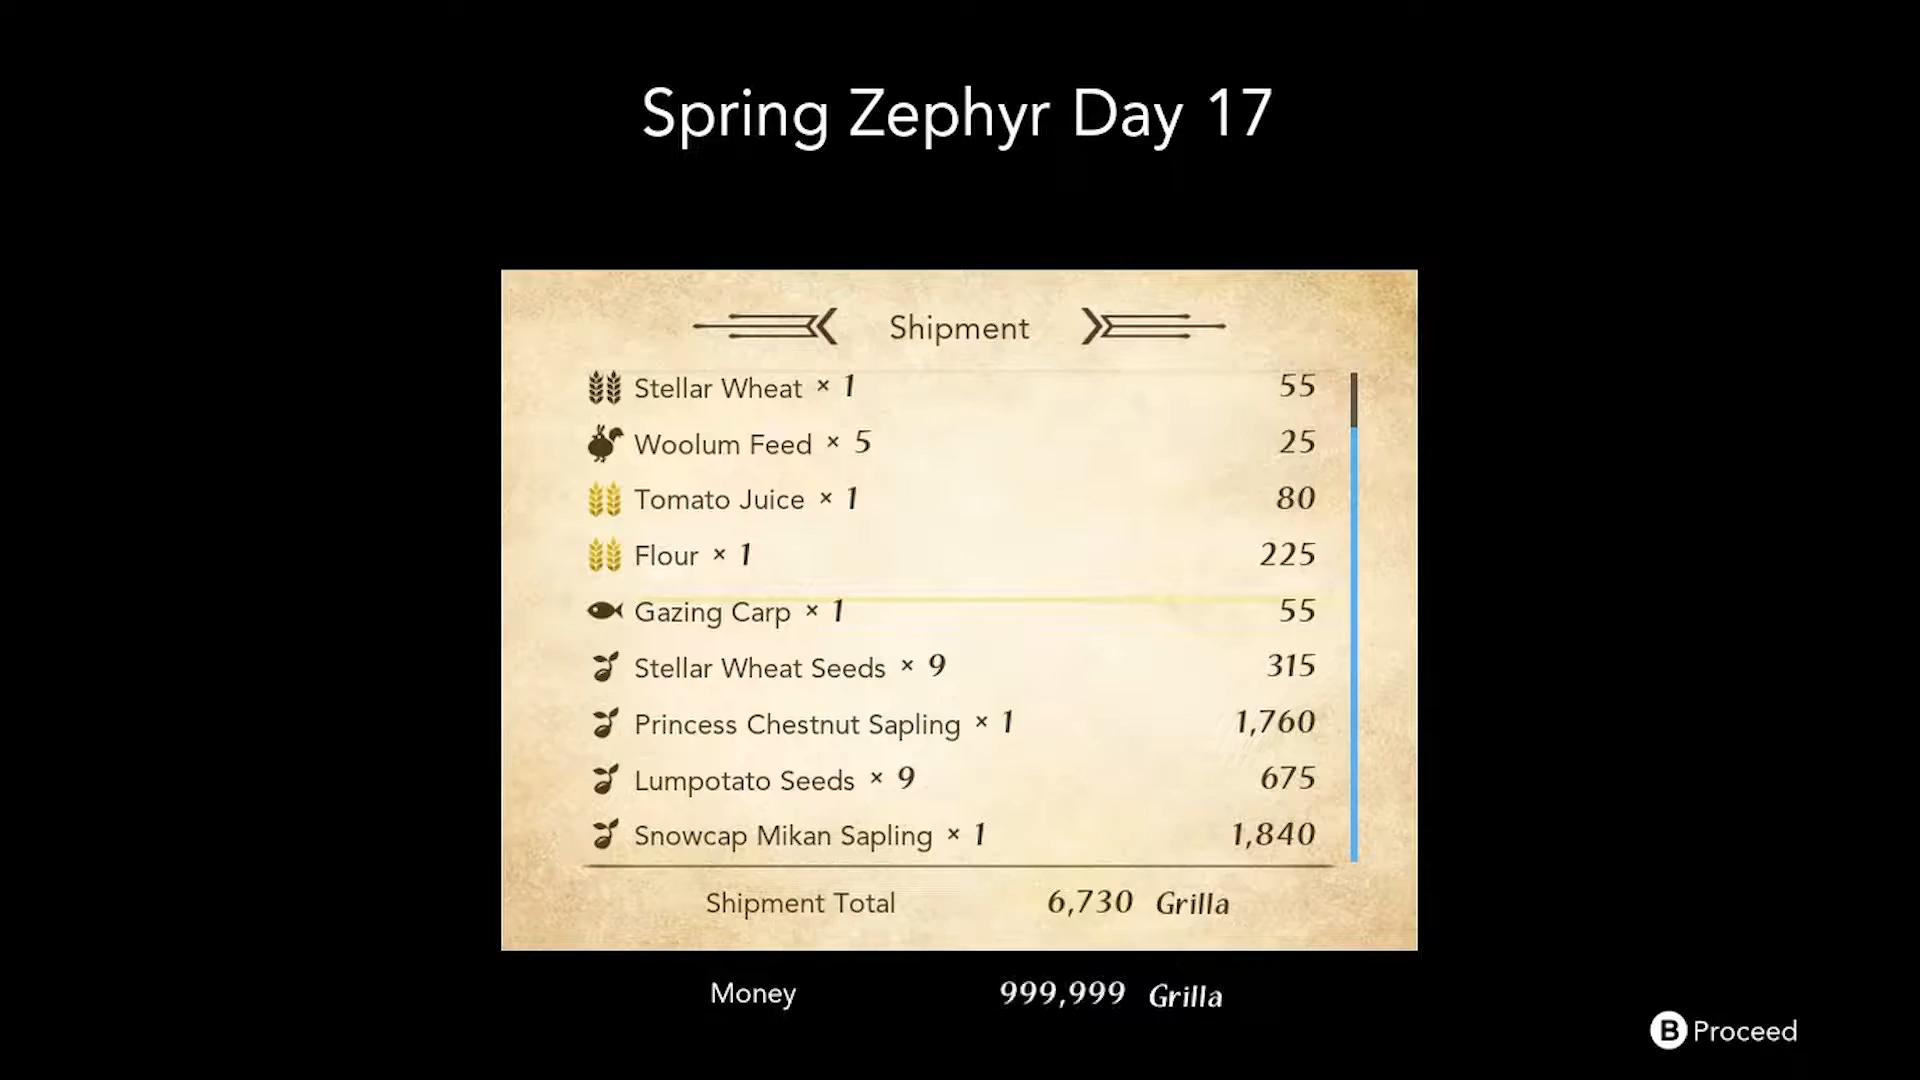 Spring Zephyr Day 17
Shipment
Stellar Wheat × 1 55
Woolum Feed × 5 25
Tomato Juice × 1 80
Flour × 1 225
Gazing Carp × 1 55
Stellar Wheat Seeds × 9 315
Princess Chestnut Sapling × 1 1,760
Lumpotato Seeds × 9 675
Snowcap Mikan Sapling × 1 1,840
Shipment Total 6,730 Grilla
Money 999,999 Grilla
B Proceed